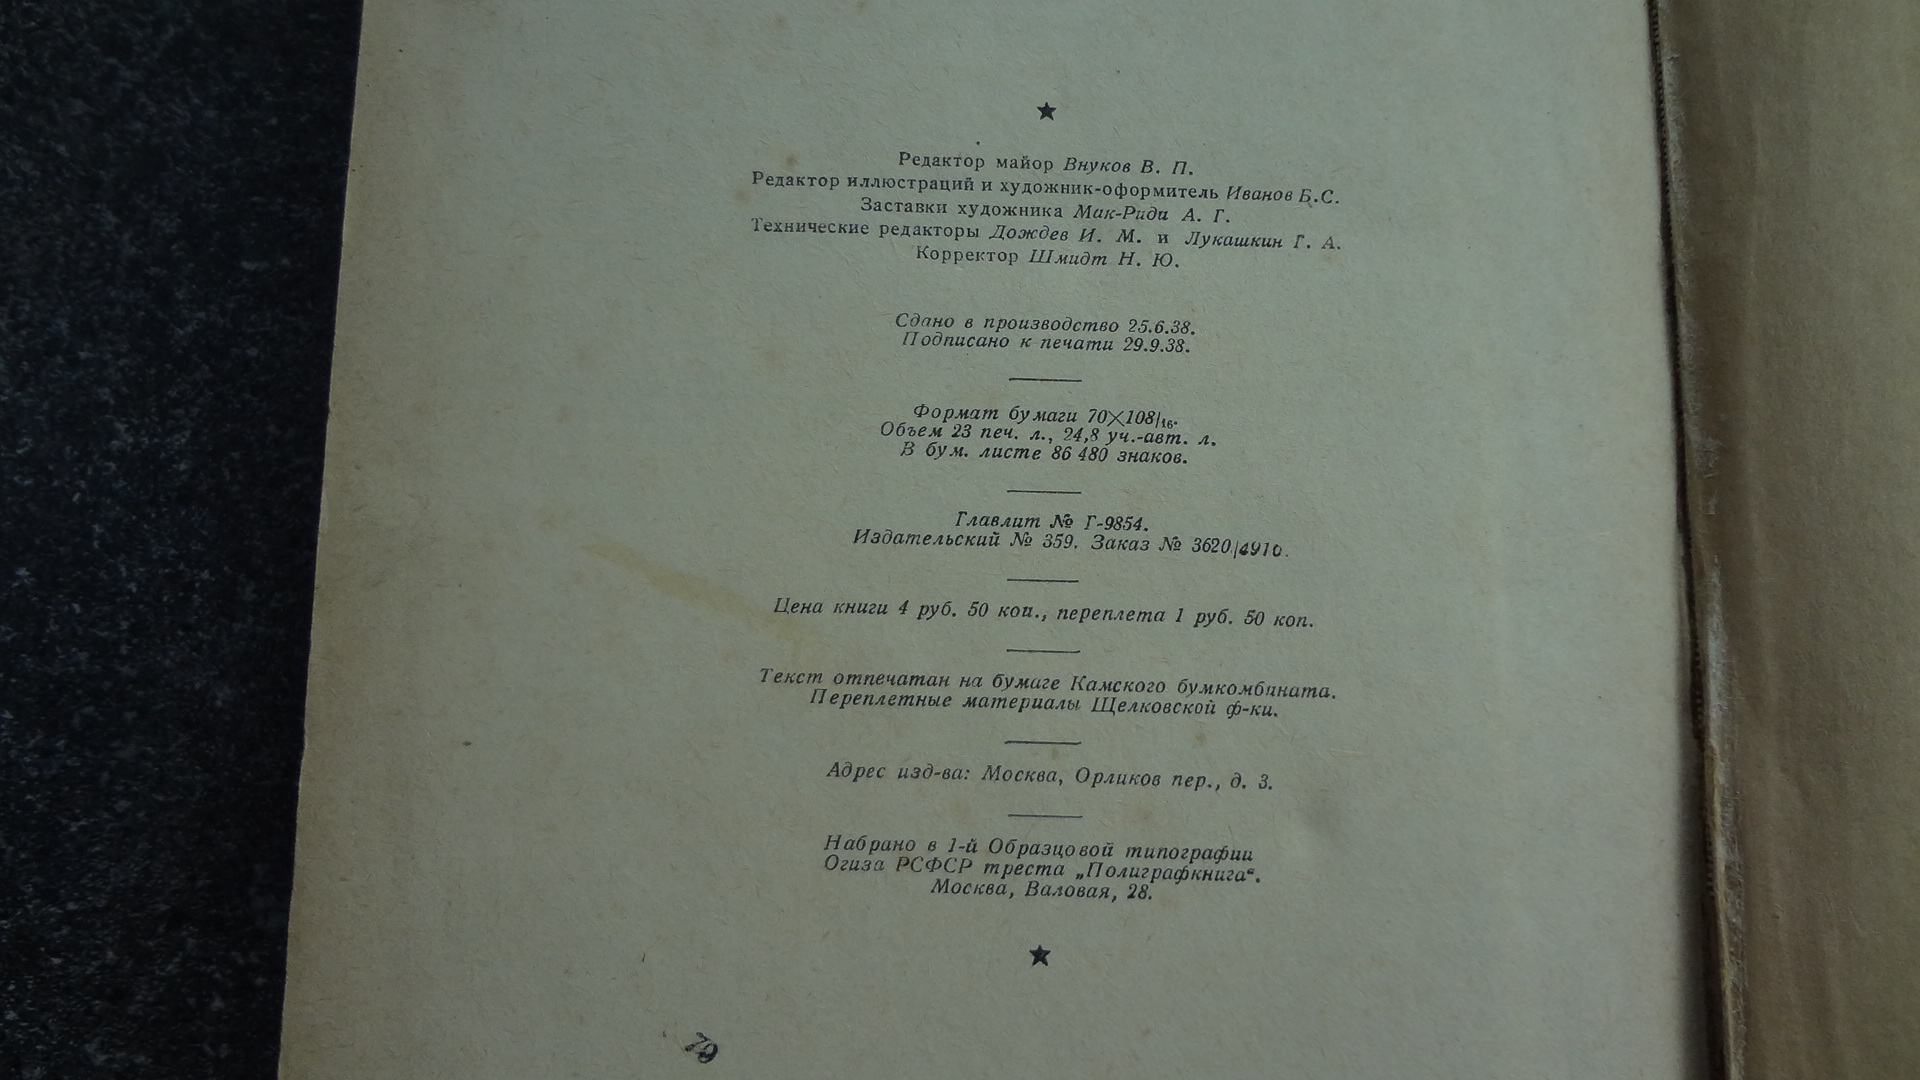 ★
Редактор майор Внуков В. П.
Редактор иллюстраций и художник-оформитель Иванов Б.С.
Заставки художника Мак-Риди А. Г.
Технические редакторы Дождев И. М. и Лукашкин Г. А.
Корректор Шмидт Н. Ю.
Сдано в производство 25.6.38.
Подписано к печати 29.9.38.
Формат бумаги 70×108/16.
Объем 23 печ. л., 24,8 уч.-авт. л.
В бум. листе 86 480 знаков.
Главлит № Г-9854.
Издательский № 359. Заказ № 3620/4910.
Цена книги 4 руб. 50 коп., переплета 1 руб. 50 коп.
Текст отпечатан на бумаге Камского бумкомбината.
Переплетные материалы Щелковской ф-ки.
Адрес изд-ва: Москва, Орликов пер., д. 3.
Набрано в 1-й Образцовой типографии
Огиза РСФСР треста „Полиграфкнига“.
Москва, Валовая, 28.
★